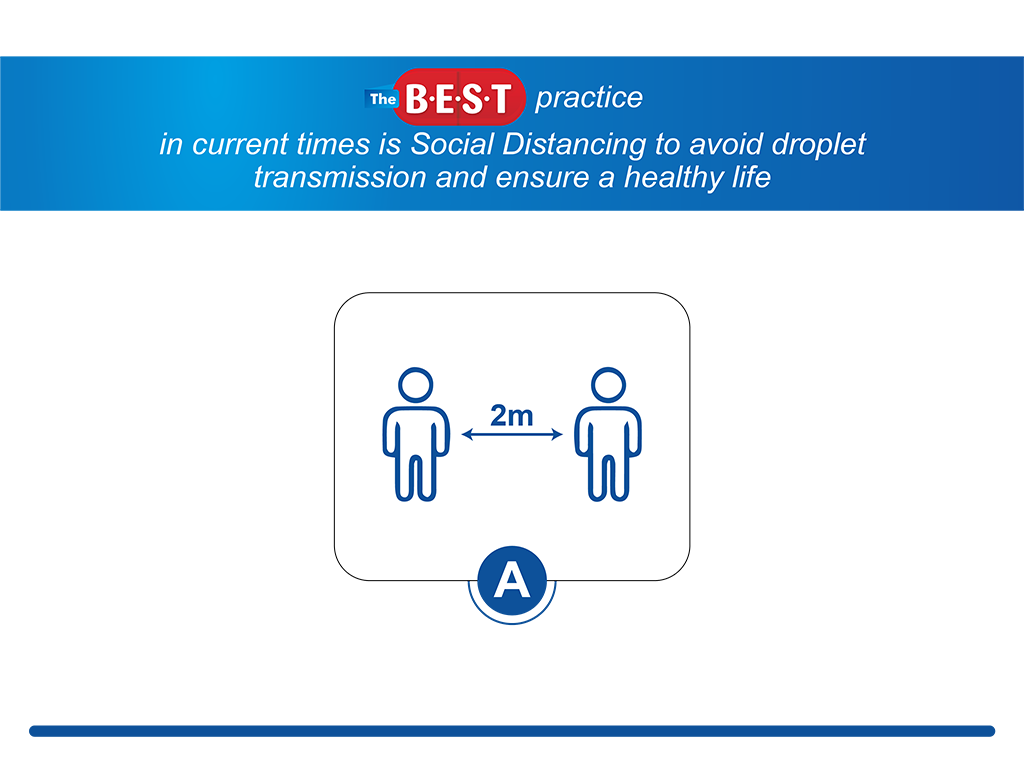 The B·E·S·T practice
in current times is Social Distancing to avoid droplet
transmission and ensure a healthy life
2m
A